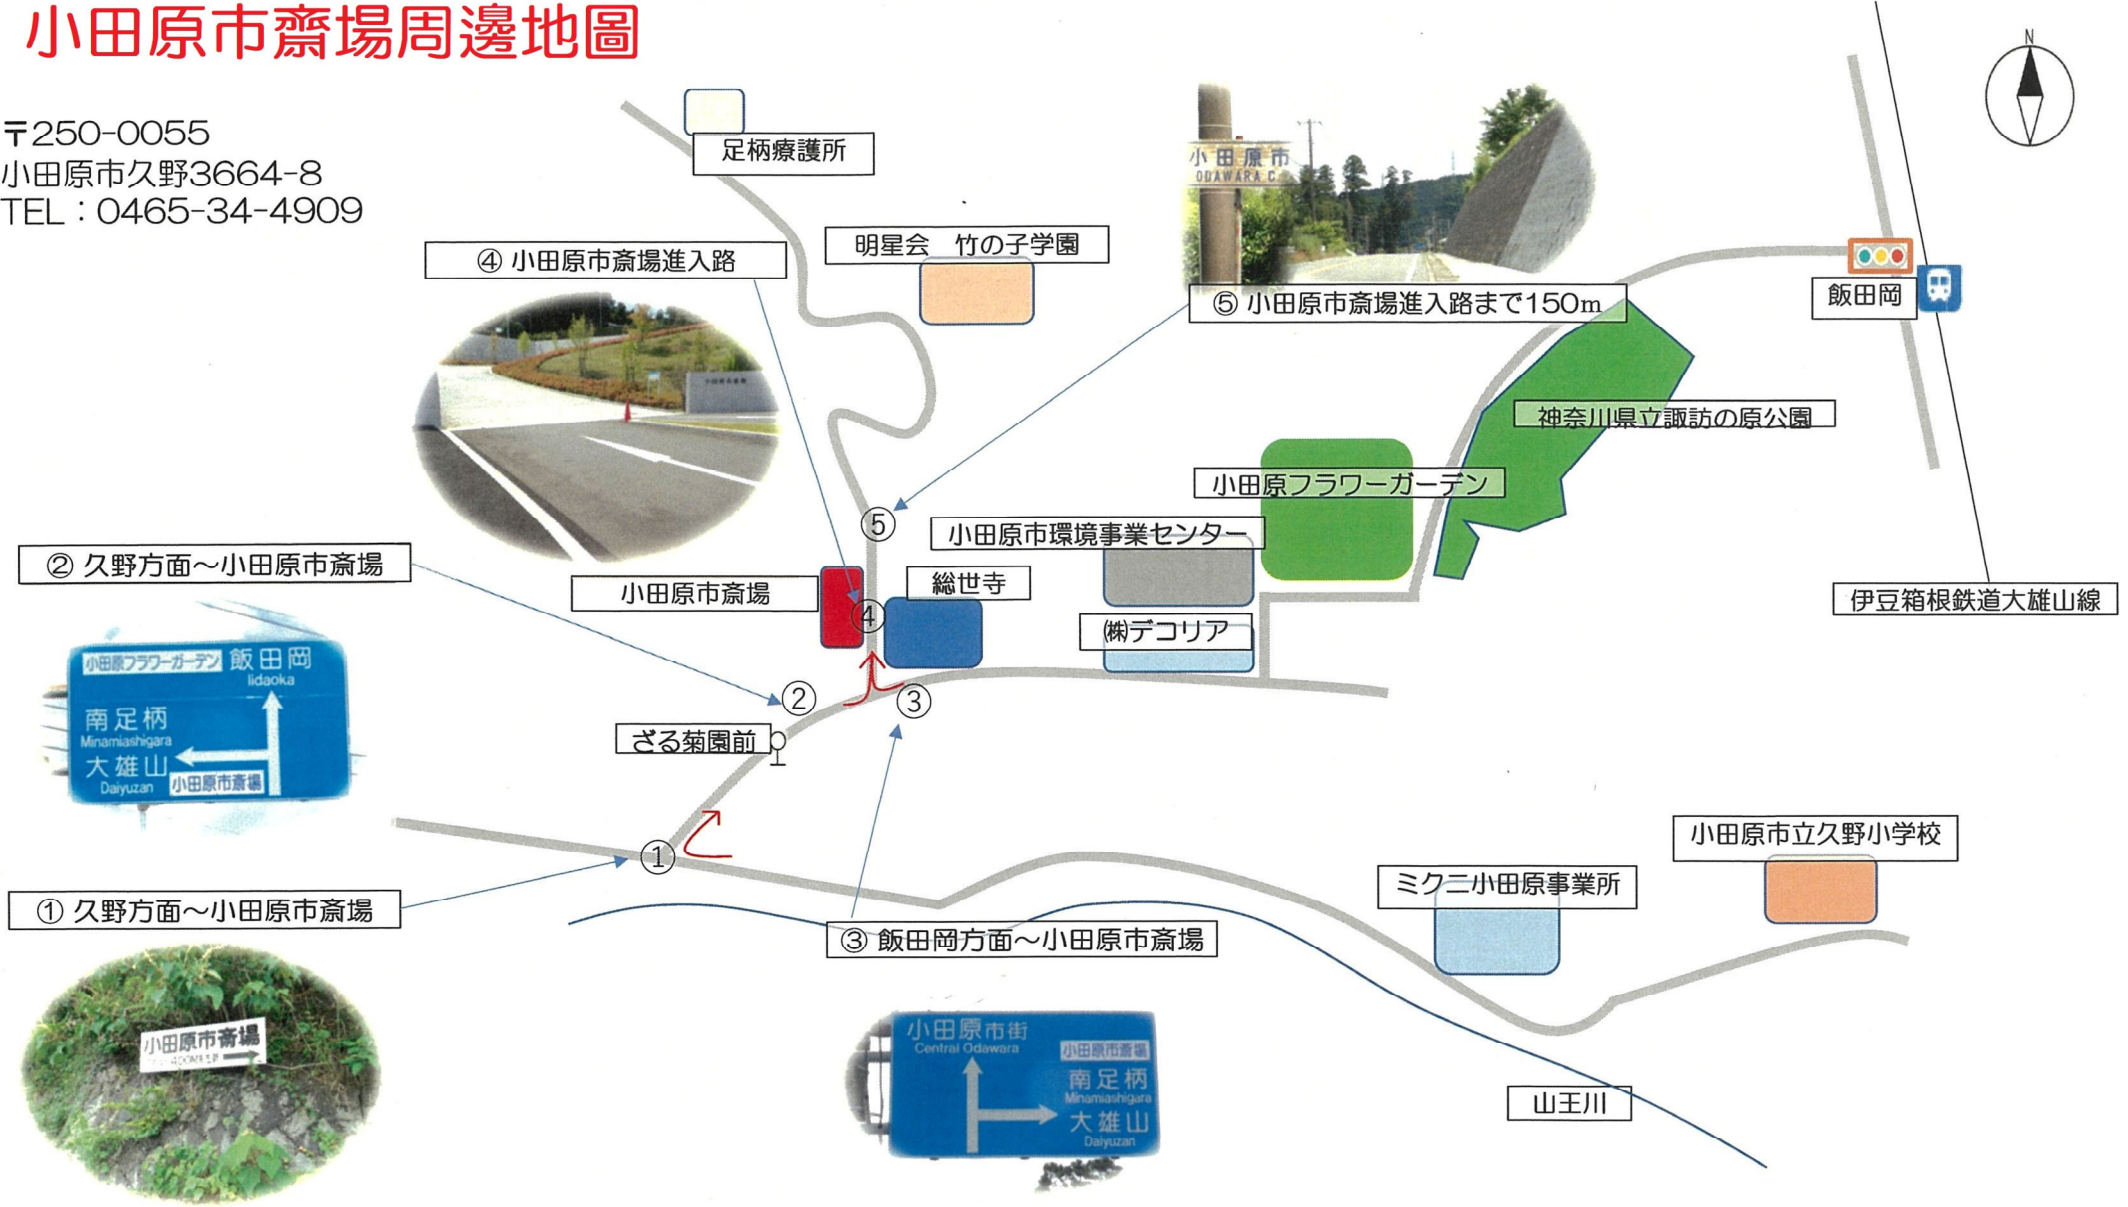 小田原市齋場周邊地圖
〒250-0055
小田原市久野3664-8
TEL：0465-34-4909
N
足柄療護所
明星会　竹の子学園
④ 小田原市斎場進入路
小田原市
ODAWARA C
⑤ 小田原市斎場進入路まで150m
飯田岡
神奈川県立諏訪の原公園
小田原フラワーガーデン
⑤
小田原市環境事業センター
② 久野方面～小田原市斎場
小田原市斎場
④
総世寺
伊豆箱根鉄道大雄山線
㈱デコリア
小田原フラワーガーデン 飯田岡
Iidaoka
南足柄
Minamiashigara
大雄山
Daiyuzan
小田原市斎場
②
③
ざる菊園前
①
小田原市立久野小学校
ミクニ小田原事業所
① 久野方面～小田原市斎場
③ 飯田岡方面～小田原市斎場
小田原市斎場
小田原市街
Central Odawara
小田原市斎場
南足柄
Minamiashigara
大雄山
Daiyuzan
山王川